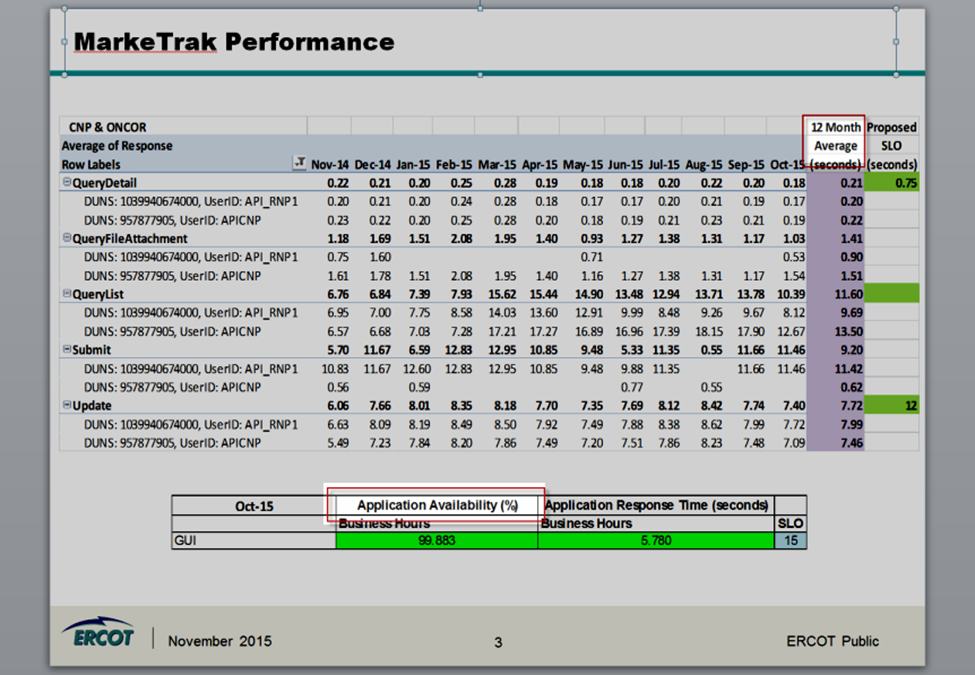 MarkeTrak Performance
CNP & ONCOR 12 Month Proposed
Average of Response Average SLO
Row Labels Nov-14 Dec-14 Jan-15 Feb-15 Mar-15 Apr-15 May-15 Jun-15 Jul-15 Aug-15 Sep-15 Oct-15 (seconds) (seconds)
QueryDetail 0.22 0.21 0.20 0.25 0.28 0.19 0.18 0.18 0.20 0.22 0.20 0.18 0.21 0.75
DUNS: 1039940674000, UserID: API_RNP1 0.20 0.21 0.20 0.24 0.28 0.18 0.17 0.17 0.20 0.21 0.19 0.17 0.20
DUNS: 957877905, UserID: APICNP 0.23 0.22 0.20 0.25 0.28 0.20 0.18 0.19 0.21 0.23 0.21 0.19 0.22
QueryFileAttachment 1.18 1.69 1.51 2.08 1.95 1.40 0.93 1.27 1.38 1.31 1.17 1.03 1.41
DUNS: 1039940674000, UserID: API_RNP1 0.75 1.60 0.71 0.53 0.90
DUNS: 957877905, UserID: APICNP 1.61 1.78 1.51 2.08 1.95 1.40 1.16 1.27 1.38 1.31 1.17 1.54 1.51
QueryList 6.76 6.84 7.39 7.93 15.62 15.44 14.90 13.48 12.94 13.71 13.78 10.39 11.60
DUNS: 1039940674000, UserID: API_RNP1 6.95 7.00 7.75 8.58 14.03 13.60 12.91 9.99 8.48 9.26 9.67 8.12 9.69
DUNS: 957877905, UserID: APICNP 6.57 6.68 7.03 7.28 17.21 17.27 16.89 16.96 17.39 18.15 17.90 12.67 13.50
Submit 5.70 11.67 6.59 12.83 12.95 10.85 9.48 5.33 11.35 0.55 11.66 11.46 9.20
DUNS: 1039940674000, UserID: API_RNP1 10.83 11.67 12.60 12.83 12.95 10.85 9.48 9.88 11.35 11.66 11.46 11.42
DUNS: 957877905, UserID: APICNP 0.56 0.59 0.77 0.55 0.62
Update 6.06 7.66 8.01 8.35 8.18 7.70 7.35 7.69 8.12 8.42 7.74 7.40 7.72 12
DUNS: 1039940674000, UserID: API_RNP1 6.63 8.09 8.19 8.49 8.50 7.92 7.49 7.88 8.38 8.62 7.99 7.72 7.99
DUNS: 957877905, UserID: APICNP 5.49 7.23 7.84 8.20 7.86 7.49 7.20 7.51 7.86 8.23 7.48 7.09 7.46
Oct-15 Application Availability (%) Application Response Time (seconds)
Business Hours Business Hours SLO
GUI 99.883 5.780 15
ERCOT November 2015 3 ERCOT Public